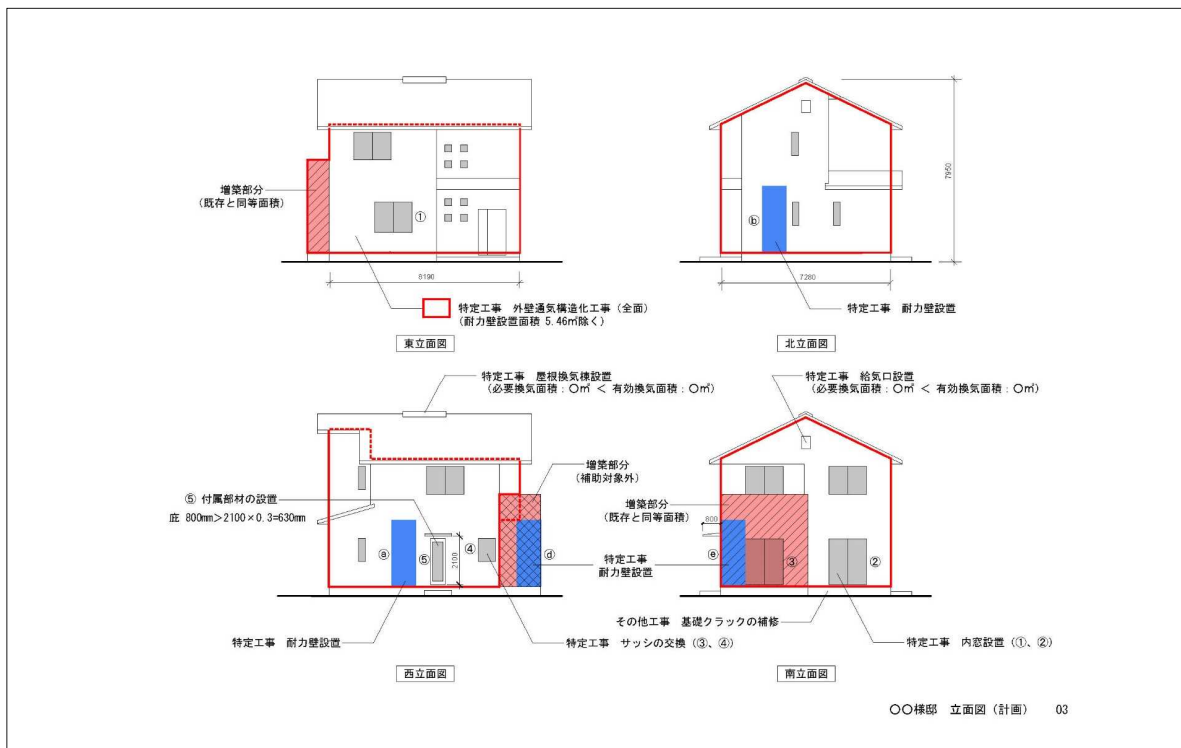 増築部分
（既存と同等面積）
①
8190
特定工事　外壁通気構造化工事（全面）
（耐力壁設置面積 5.46㎡除く）
東立面図
ⓑ
7950
7280
特定工事　耐力壁設置
北立面図
特定工事　屋根換気棟設置
（必要換気面積：〇㎡ ＜ 有効換気面積：〇㎡）
増築部分
（補助対象外）
⑤ 付属部材の設置
庇 800mm>2100×0.3=630mm
ⓐ
⑤
2100
④
ⓓ
特定工事
耐力壁設置
特定工事　耐力壁設置
特定工事　サッシの交換（③、④）
西立面図
特定工事　給気口設置
（必要換気面積：〇㎡ ＜ 有効換気面積：〇㎡）
増築部分
（既存と同等面積）
800
ⓔ
③
②
その他工事　基礎クラックの補修
特定工事　内窓設置（①、②）
南立面図
〇〇様邸　立面図（計画）　03